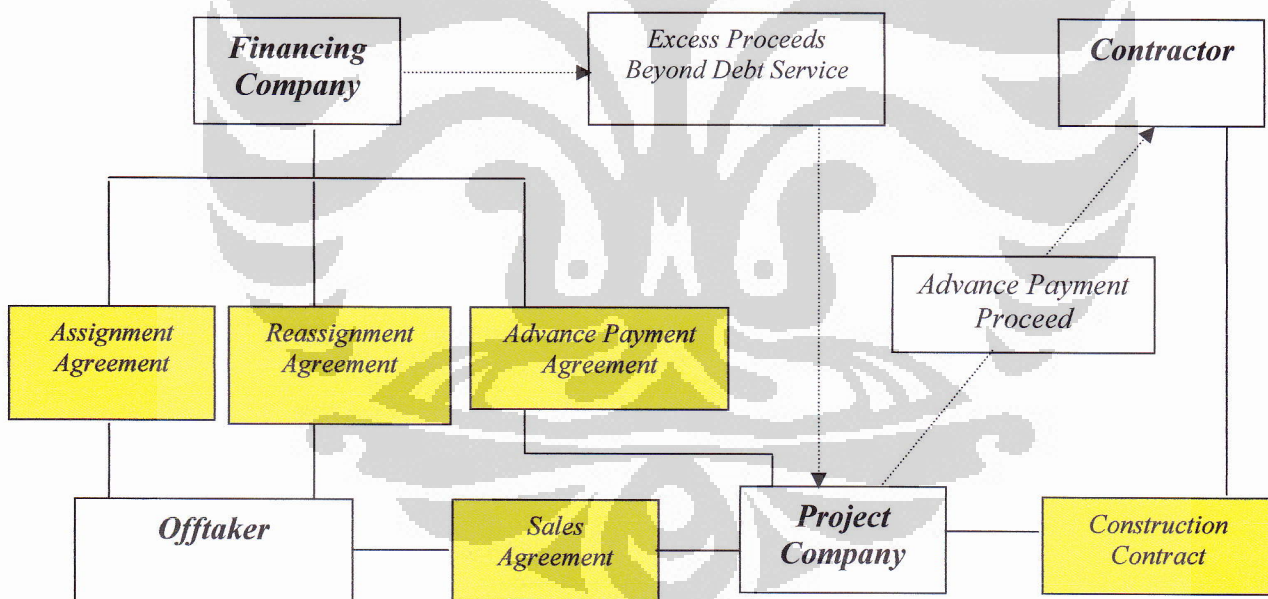 Financing
Company
Excess Proceeds
Beyond Debt Service
Contractor
Advance Payment
Proceed
Assignment
Agreement
Reassignment
Agreement
Advance Payment
Agreement
Offtaker
Sales
Agreement
Project
Company
Construction
Contract